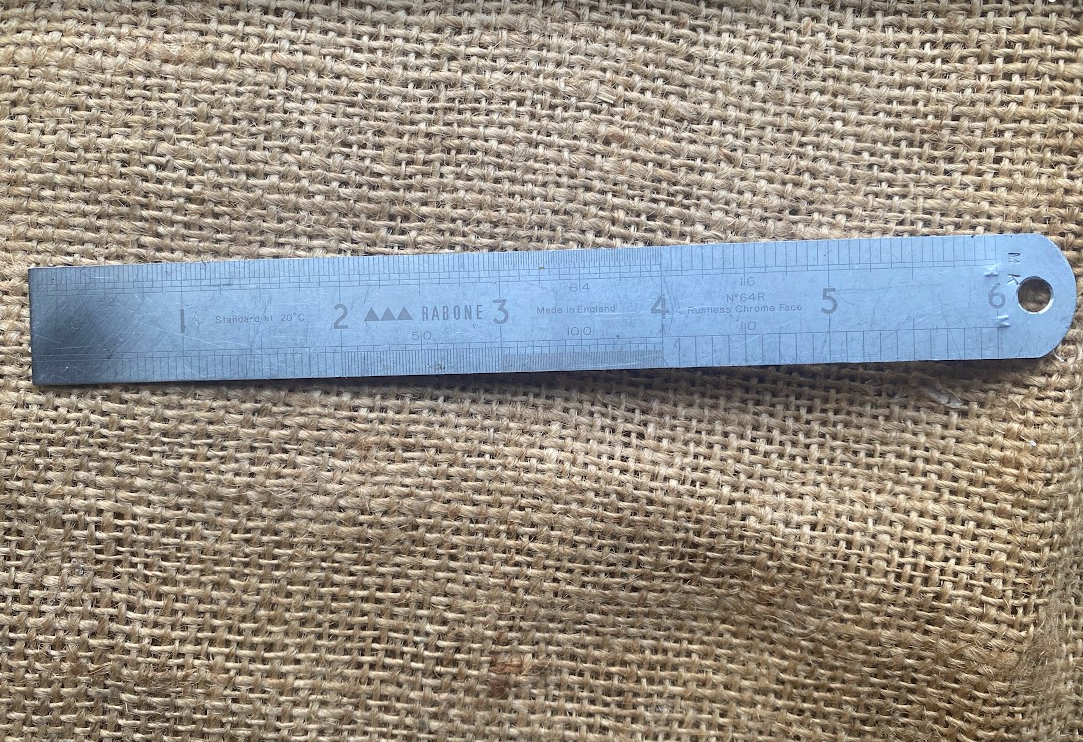 64 16
1 Standard at 20°C 2 RABONE 3 Made in England 4 N°64R 5 6
Rustless Chrome Face
50 100 10
M